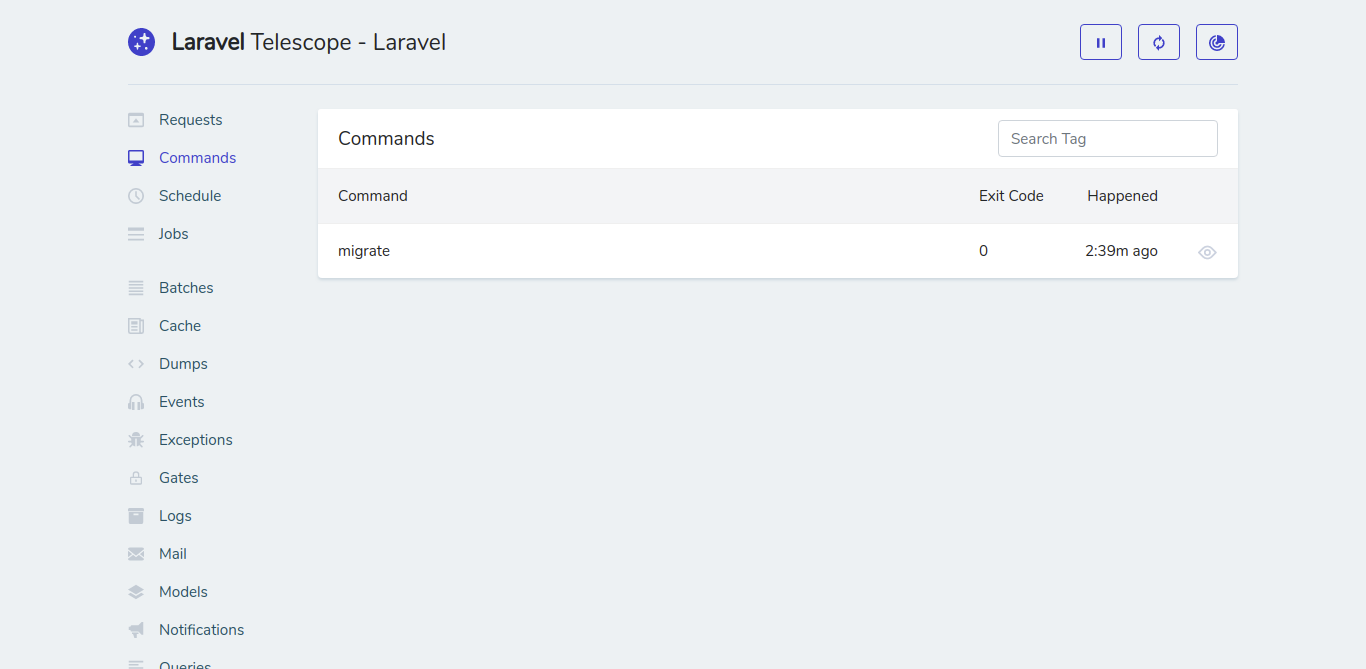 Laravel Telescope - Laravel
Requests
Commands
Schedule
Jobs
Batches
Cache
Dumps
Events
Exceptions
Gates
Logs
Mail
Models
Notifications
Queries
Commands
Search Tag
Command Exit Code Happened
migrate 0 2:39m ago